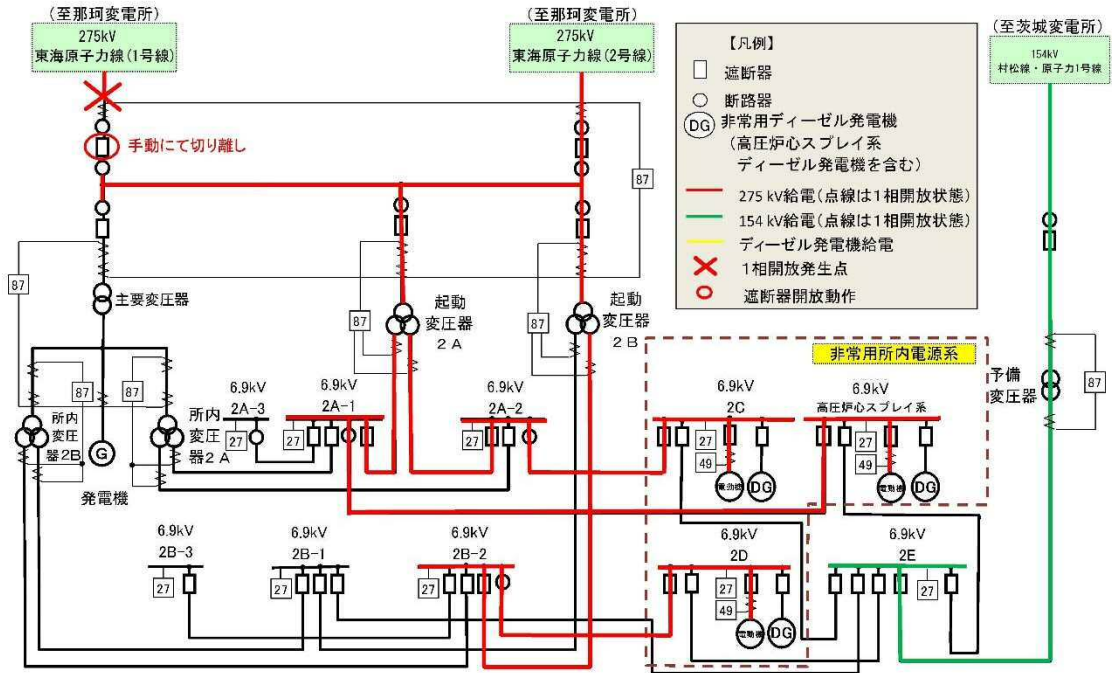 (至那珂変電所)
275kV
東海原子力線(1号線)
(至那珂変電所)
275kV
東海原子力線(2号線)
(至茨城変電所)
154kV
村松線・原子力1号線
【凡例】
遮断器
断路器
DG
非常用ディーゼル発電機
(高圧炉心スプレイ系
ディーゼル発電機を含む)
275 kV給電(点線は1相開放状態)
154 kV給電(点線は1相開放状態)
ディーゼル発電機給電
1相開放発生点
遮断器開放動作
手動にて切り離し
87
87
主要変圧器
87
起動
変圧器
2A
87
起動
変圧器
2B
非常用所内電源系
予備
変圧器
87
87
87
所内
変圧
器2B
G
発電機
所内
変圧
器2A
6.9kV
2A-3
27
6.9kV
2A-1
27
6.9kV
2A-2
27
6.9kV
2C
27
49
電動機
DG
6.9kV
高圧炉心スプレイ系
27
49
電動機
DG
6.9kV
2B-3
27
6.9kV
2B-1
27
6.9kV
2B-2
27
6.9kV
2D
27
49
電動機
DG
6.9kV
2E
27